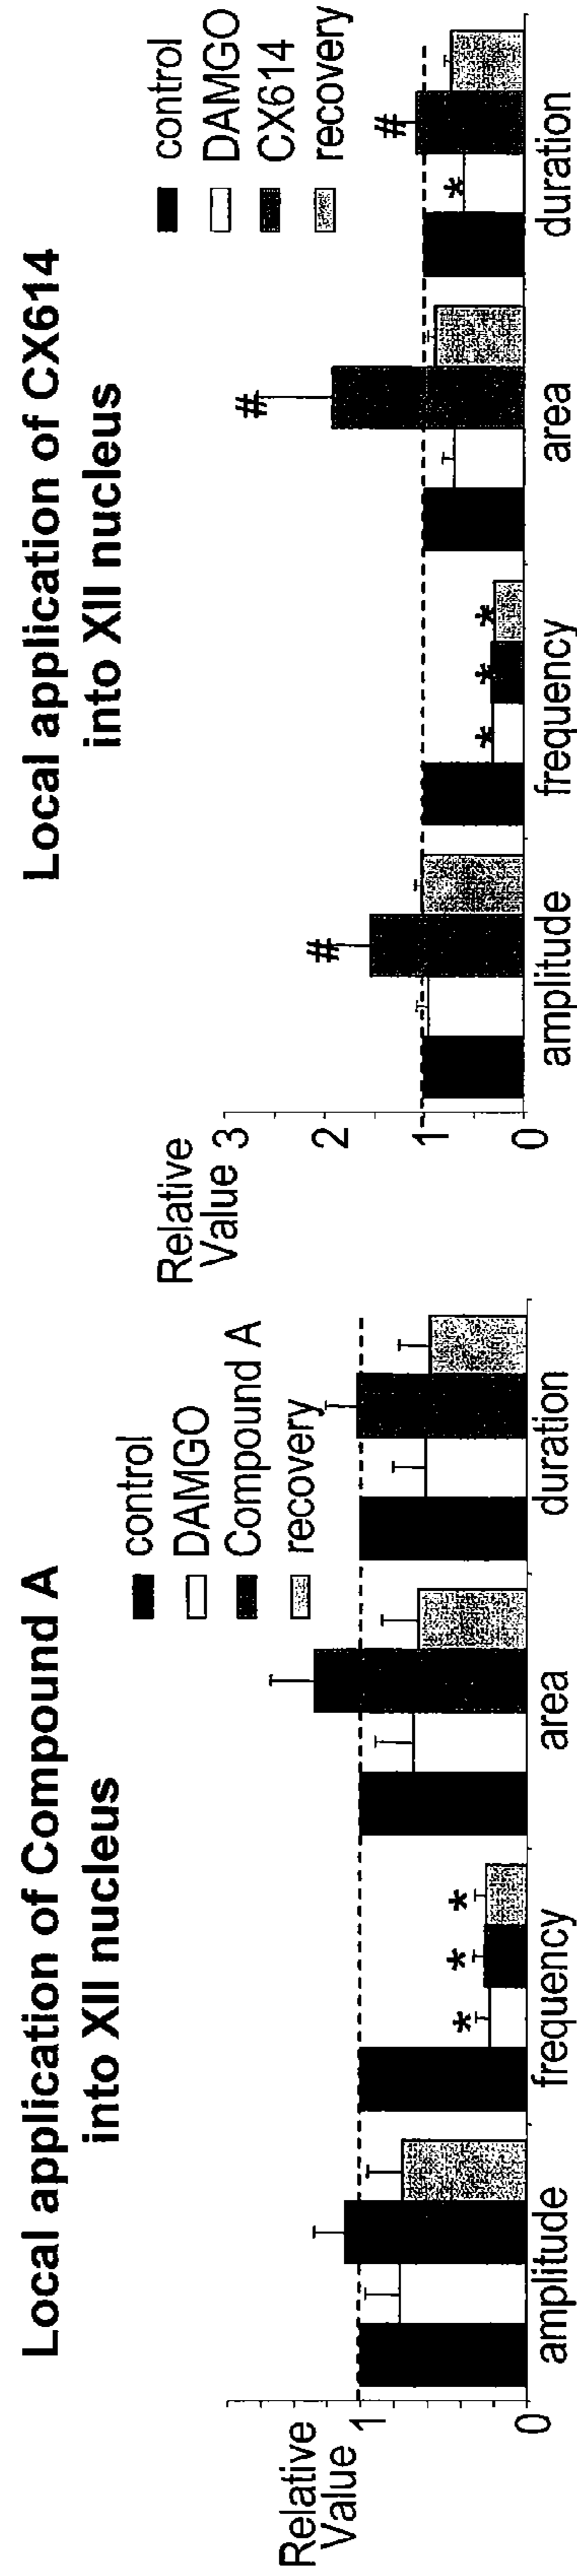 Local application of Compound A
into XII nucleus
control
DAMGO
Compound A
recovery
Relative
Value
1
0
* * *
amplitude frequency area duration
Local application of CX614
into XII nucleus
control
DAMGO
CX614
recovery
Relative
Value 3
2
1
0
# * * * # * #
amplitude frequency area duration